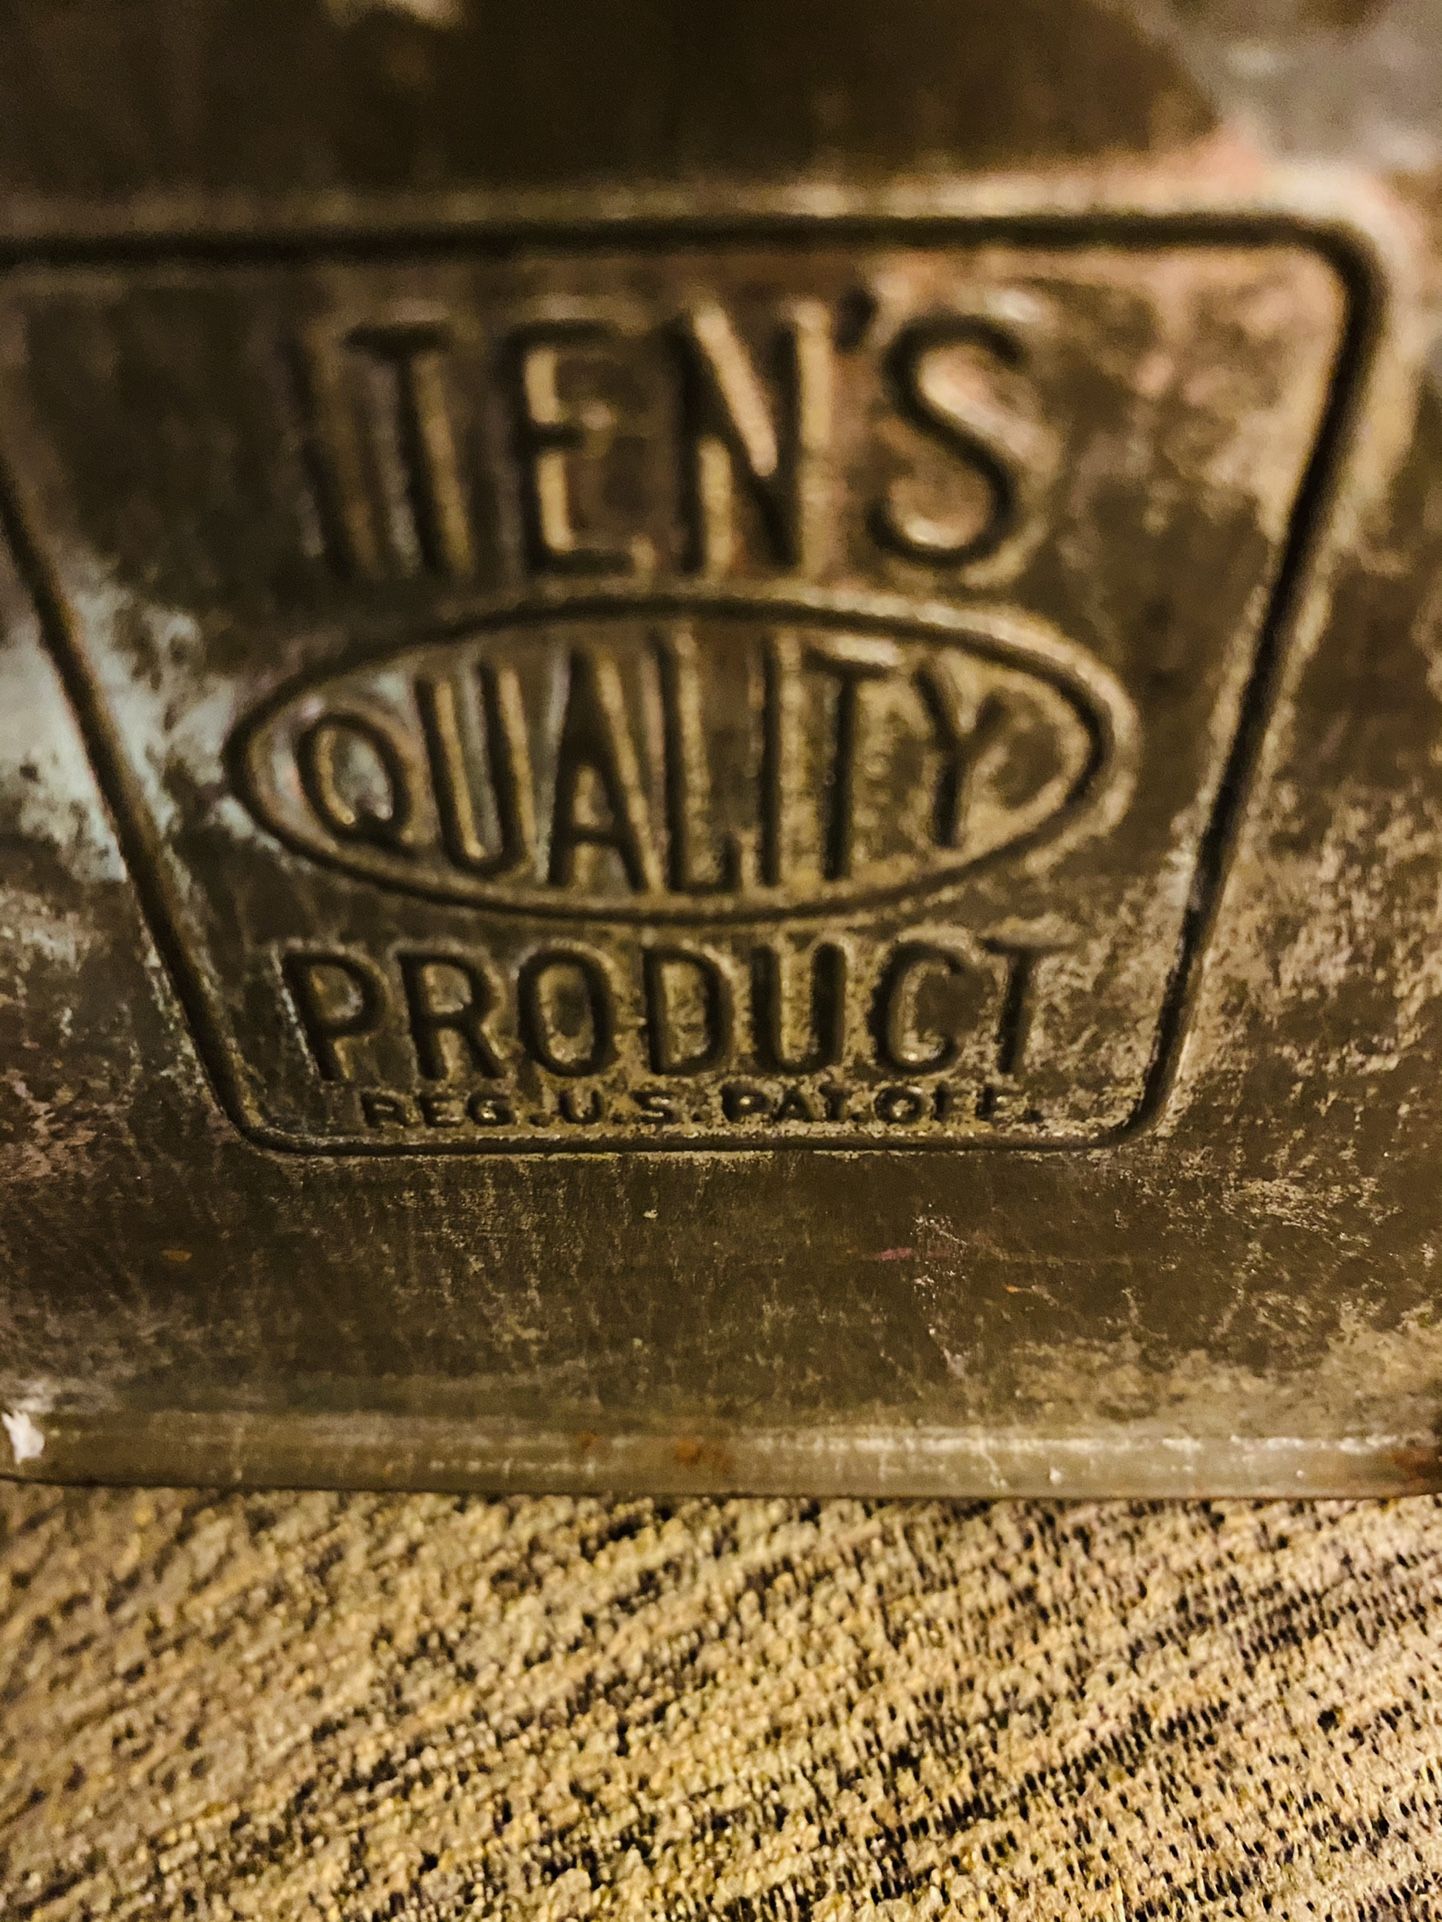 ITEN'S
QUALITY
PRODUCT
REG. U.S. PAT. OFF.